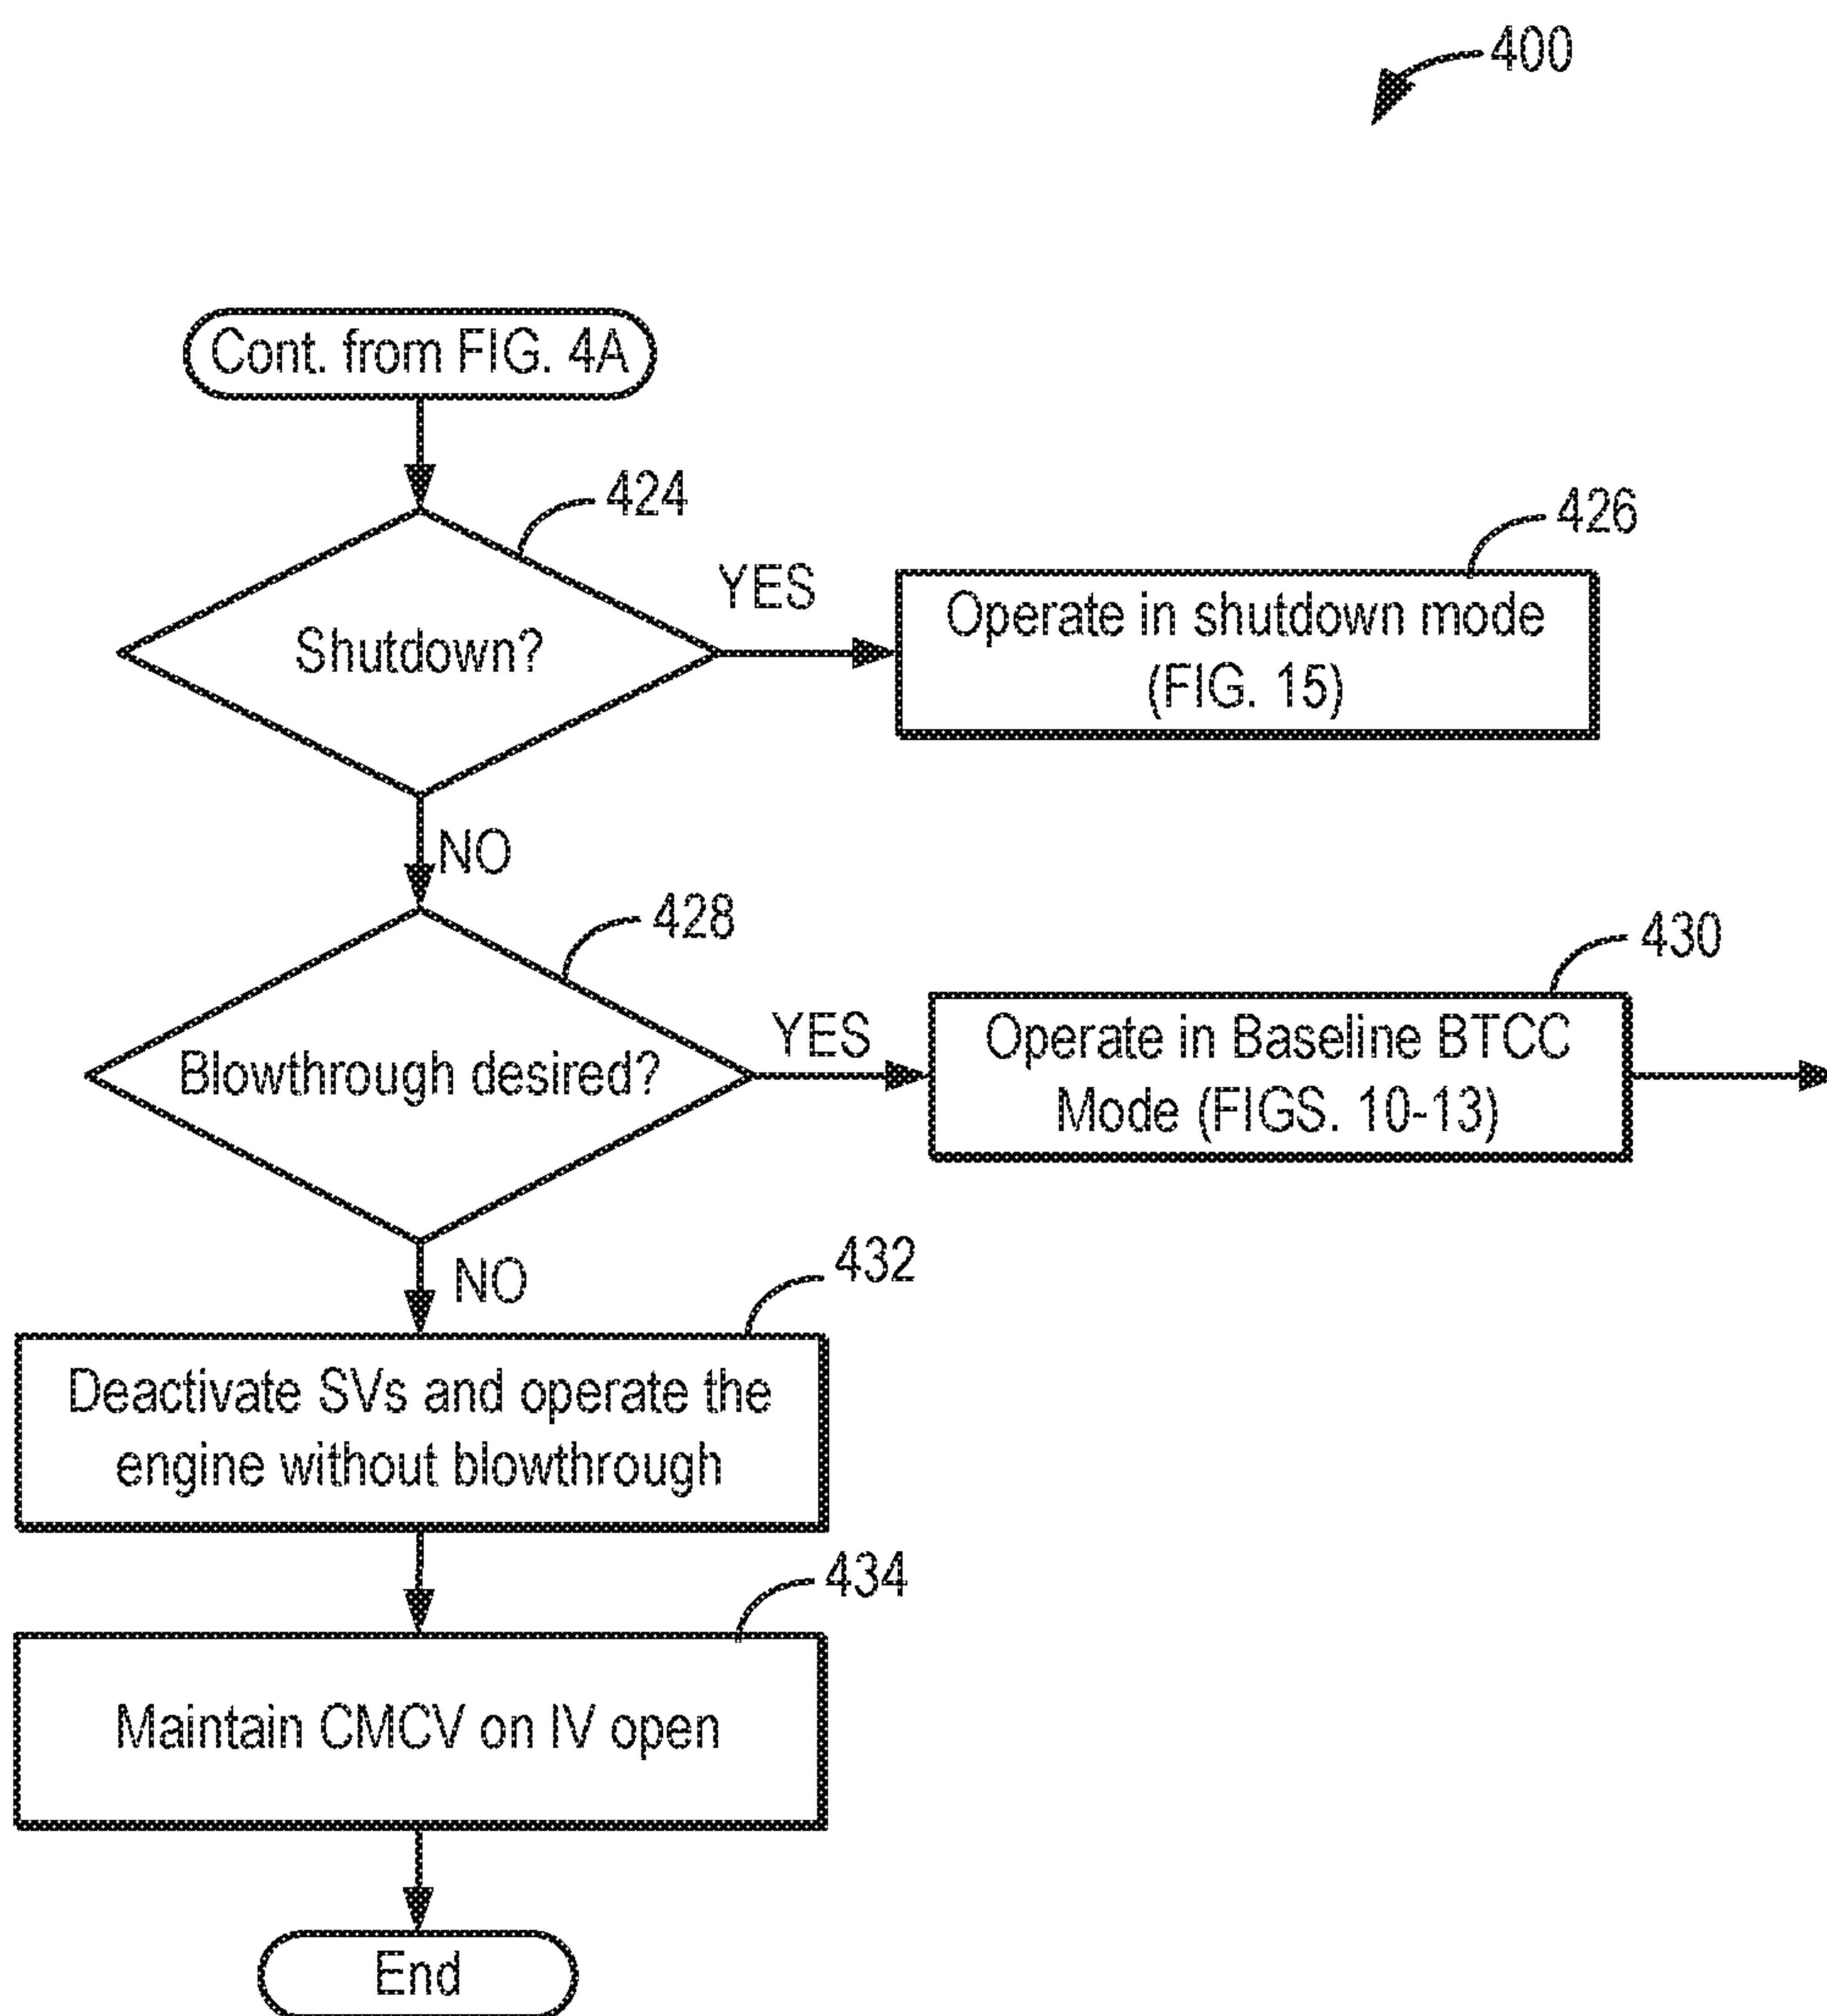 400
Cont. from FIG. 4A
424
Shutdown?
YES
426
Operate in shutdown mode
(FIG. 15)
NO
428
Blowthrough desired?
YES
430
Operate in Baseline BTCC
Mode (FIGS. 10-13)
NO
432
Deactivate SVs and operate the
engine without blowthrough
434
Maintain CMCV on IV open
End